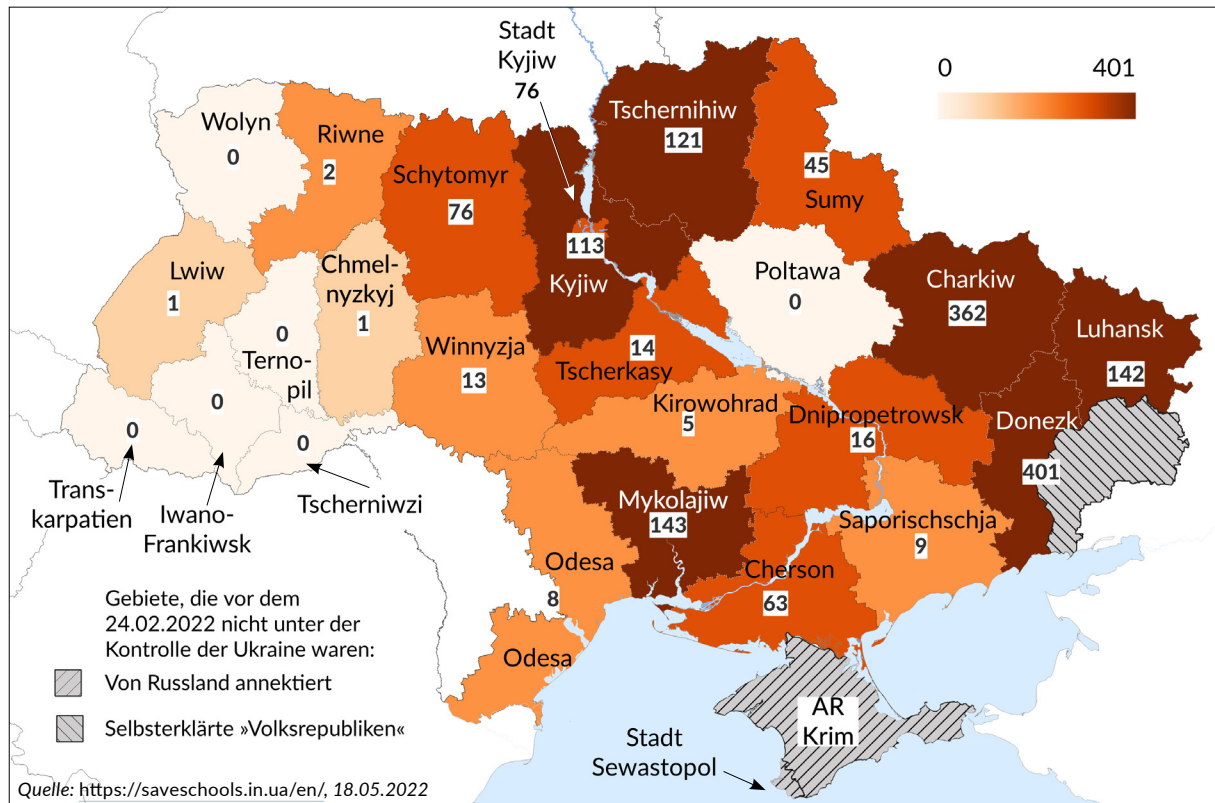 Stadt
Kyjiw
76
0
401
Wolyn
0
Riwne
2
Schytomyr
76
Tschernihiw
121
45
Sumy
113
Kyjiw
Lwiw
1
Chmel-
nyzkyj
1
0
Terno-
pil
Winnyzja
13
14
Tscherkasy
Poltawa
0
Charkiw
362
Luhansk
142
Kirowohrad
5
Dnipropetrowsk
16
Donezk
401
0
0
0
Trans-
karpatien
Iwano-
Frankiwsk
Tscherniwzi
Mykolajiw
143
Saporischschja
9
Odesa
8
Cherson
63
Odesa
Gebiete, die vor dem
24.02.2022 nicht unter der
Kontrolle der Ukraine waren:
Von Russland annektiert
Selbsterklärte »Volksrepubliken«
AR
Krim
Stadt
Sewastopol
Quelle: https://saveschools.in.ua/en/, 18.05.2022